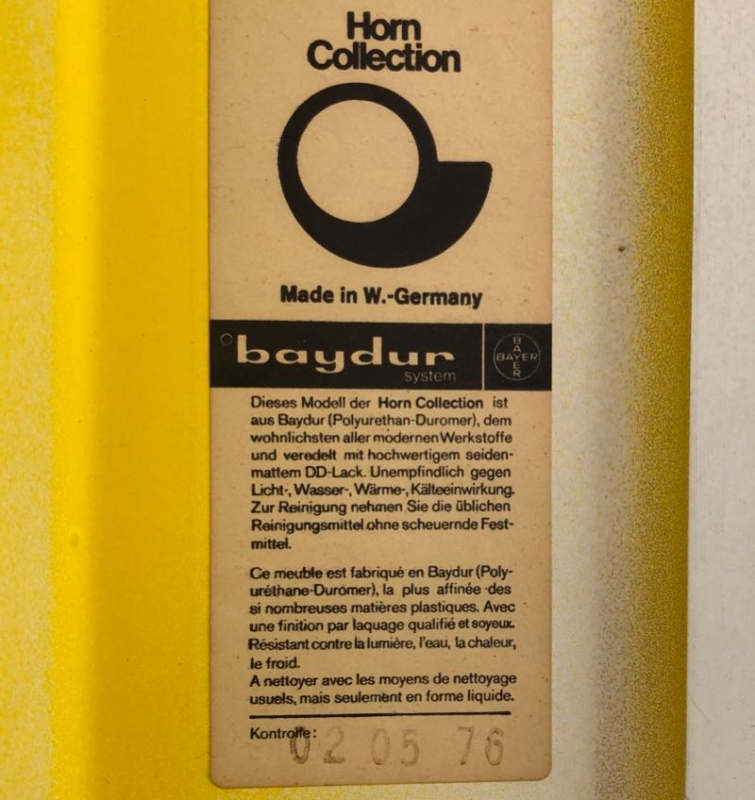 Horn
Collection
Made in W.-Germany
baydur
system
BAYER
BAYER
Dieses Modell der Horn Collection ist
aus Baydur (Polyurethan-Duromer), dem
wohnlichsten aller modernen Werkstoffe
und veredelt mit hochwertigem seiden-
mattem DD-Lack. Unempfindlich gegen
Licht-, Wasser-, Wärme-, Kälteeinwirkung.
Zur Reinigung nehmen Sie die üblichen
Reinigungsmittel ohne scheuernde Fest-
mittel.
Ce meuble est fabriqué en Baydur (Poly-
uréthane-Duromer), la plus affinée des
si nombreuses matières plastiques. Avec
une finition par laquage qualifié et soyeux.
Résistant contre la lumière, l'eau, la chaleur,
le froid.
A nettoyer avec les moyens de nettoyage
usuels, mais seulement en forme liquide.
Kontrolle: 02 05 76